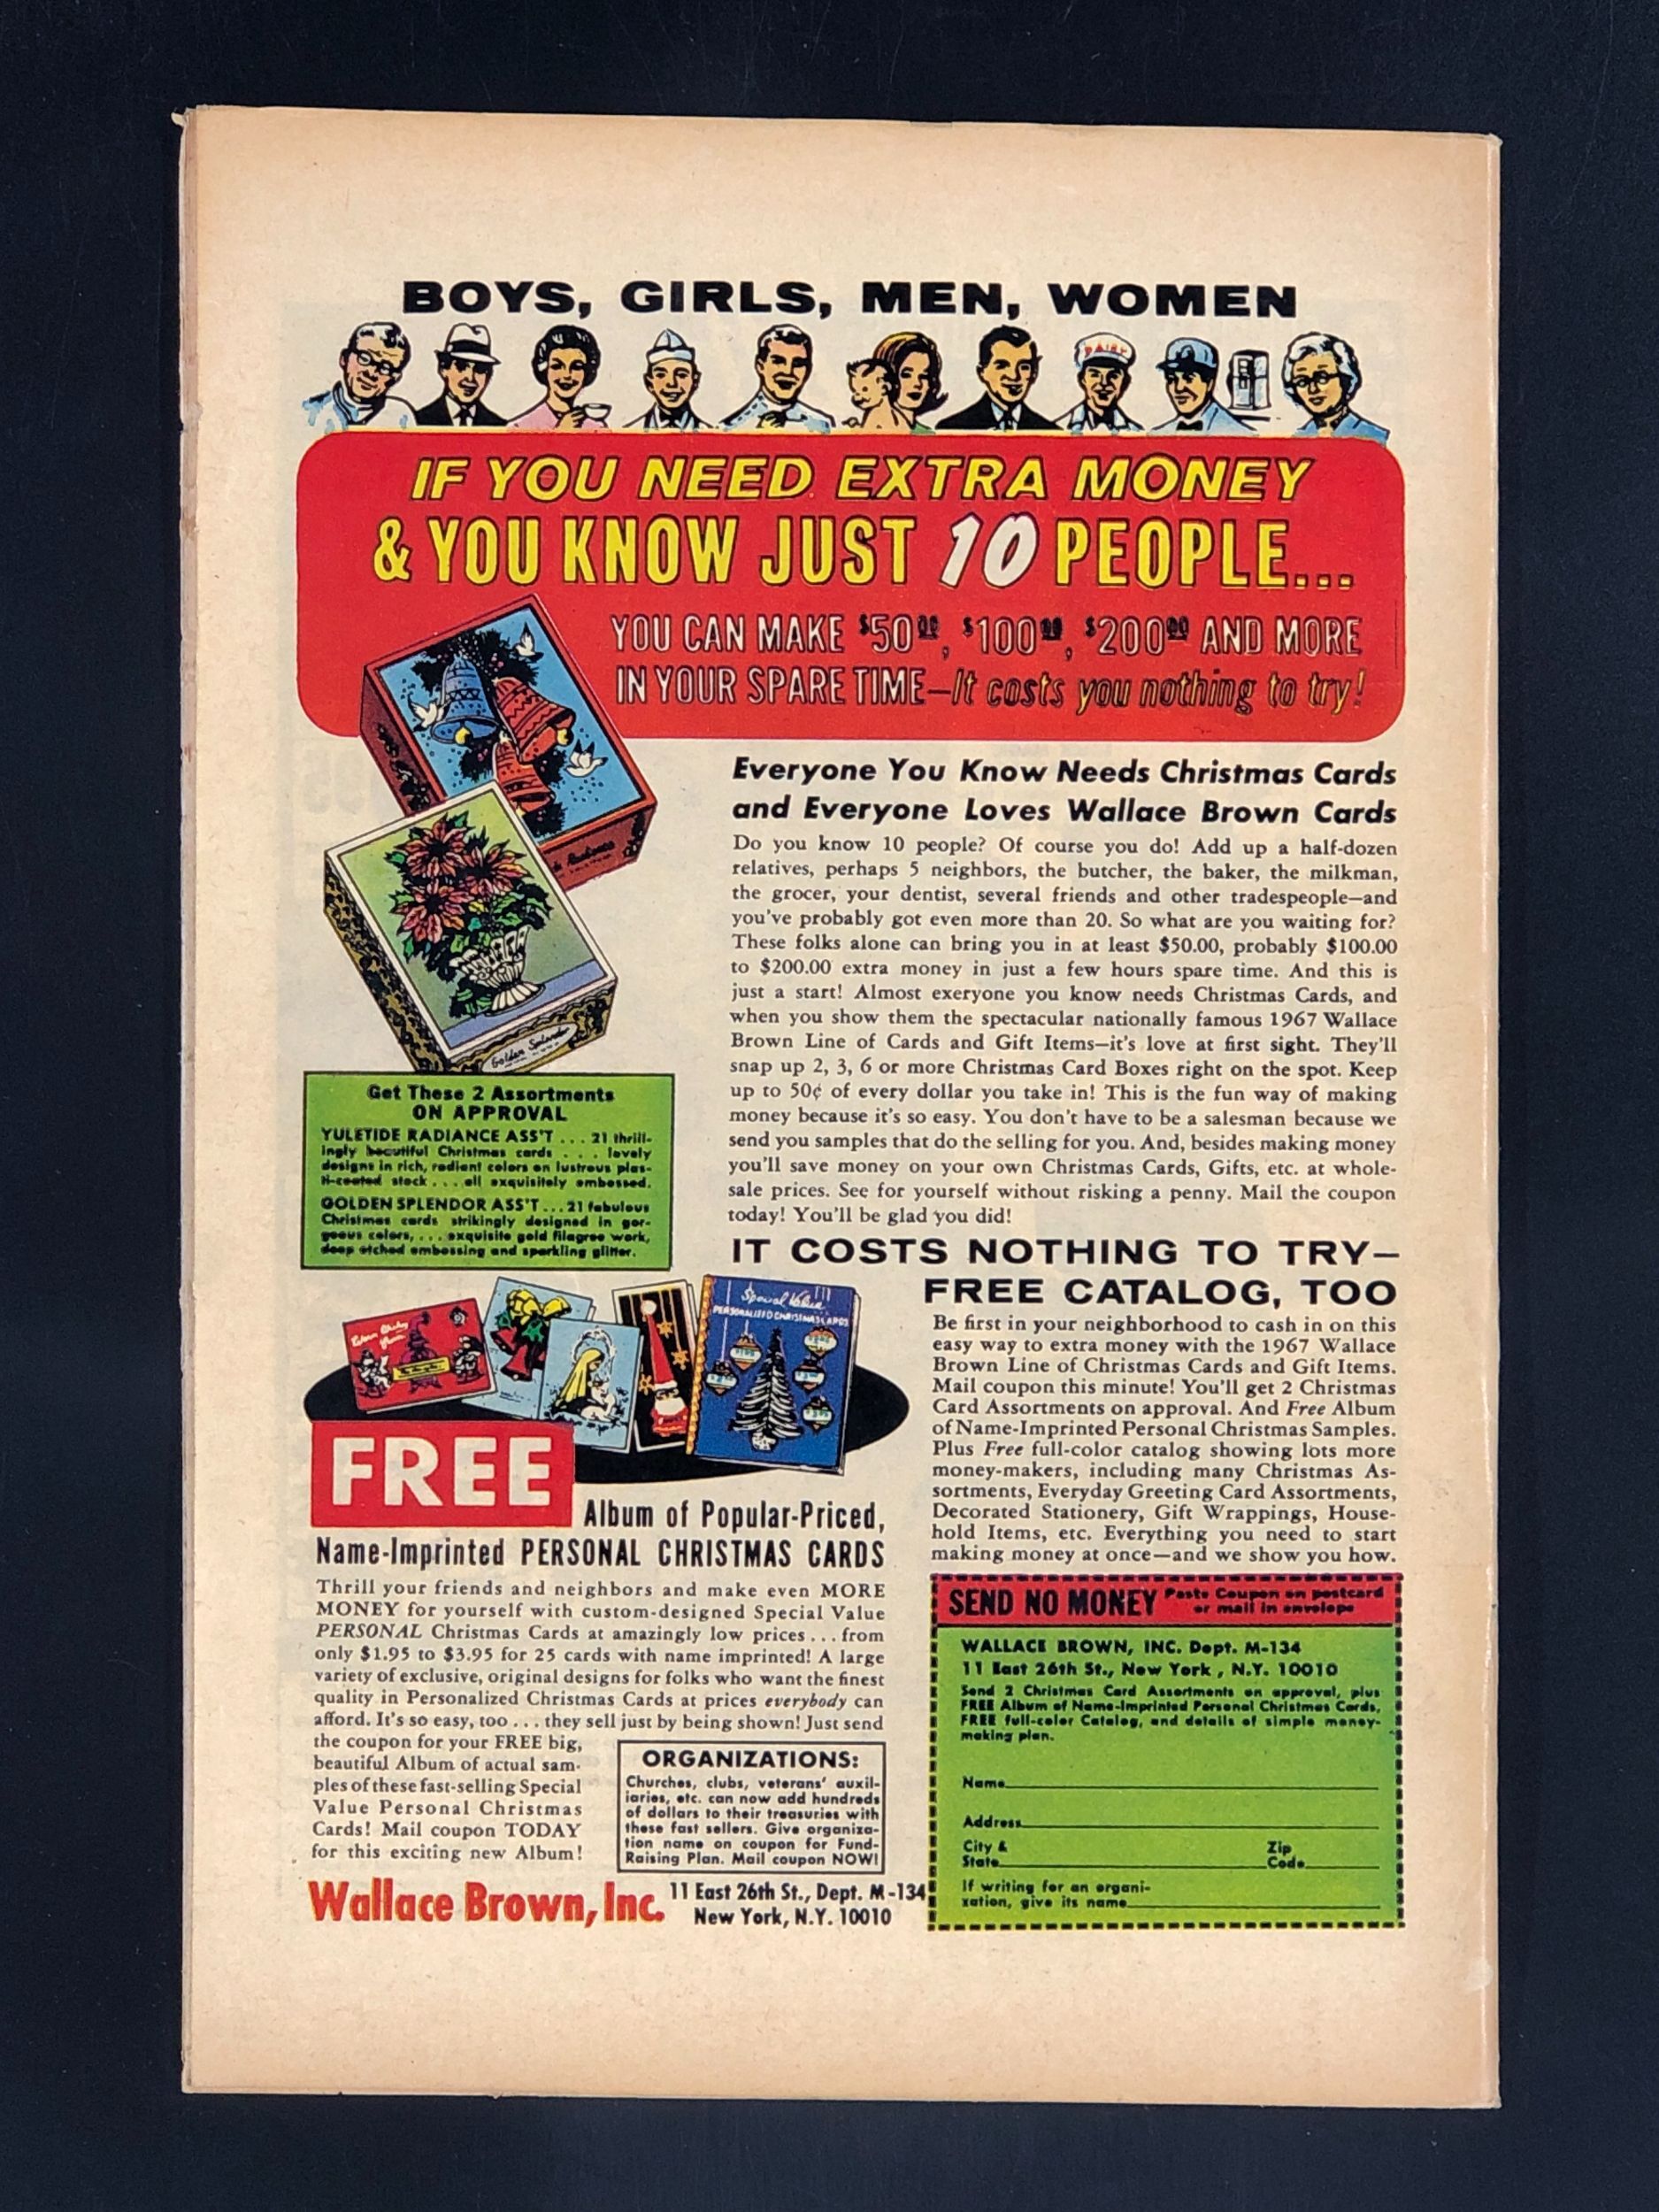 BOYS, GIRLS, MEN, WOMEN
DAIRY
IF YOU NEED EXTRA MONEY
& YOU KNOW JUST 10 PEOPLE...
YOU CAN MAKE $50.00, $100.00, $200.00 AND MORE
IN YOUR SPARE TIME—It costs you nothing to try!
Everyone You Know Needs Christmas Cards
and Everyone Loves Wallace Brown Cards
Do you know 10 people? Of course you do! Add up a half-dozen
relatives, perhaps 5 neighbors, the butcher, the baker, the milkman,
the grocer, your dentist, several friends and other tradespeople—and
you've probably got even more than 20. So what are you waiting for?
These folks alone can bring you in at least $50.00, probably $100.00
to $200.00 extra money in just a few hours spare time. And this is
just a start! Almost exeryone you know needs Christmas Cards, and
when you show them the spectacular nationally famous 1967 Wallace
Brown Line of Cards and Gift Items—it's love at first sight. They'll
snap up 2, 3, 6 or more Christmas Card Boxes right on the spot. Keep
up to 50¢ of every dollar you take in! This is the fun way of making
money because it's so easy. You don't have to be a salesman because we
send you samples that do the selling for you. And, besides making money
you'll save money on your own Christmas Cards, Gifts, etc. at whole-
sale prices. See for yourself without risking a penny. Mail the coupon
today! You'll be glad you did!
Radiance
Golden Splendor
Get These 2 Assortments
ON APPROVAL
YULETIDE RADIANCE ASS'T . . . 21 thrill-
ingly beautiful Christmas cards . . . lovely
designs in rich, radiant colors on lustrous plas-
ti-coated stock . . . all exquisitely embossed.
GOLDEN SPLENDOR ASS'T . . . 21 fabulous
Christmas cards strikingly designed in gor-
geous colors, . . . exquisite gold filagree work,
deep etched embossing and sparkling glitter.
IT COSTS NOTHING TO TRY—
FREE CATALOG, TOO
Be first in your neighborhood to cash in on this
easy way to extra money with the 1967 Wallace
Brown Line of Christmas Cards and Gift Items.
Mail coupon this minute! You'll get 2 Christmas
Card Assortments on approval. And Free Album
of Name-Imprinted Personal Christmas Samples.
Plus Free full-color catalog showing lots more
money-makers, including many Christmas As-
sortments, Everyday Greeting Card Assortments,
Decorated Stationery, Gift Wrappings, House-
hold Items, etc. Everything you need to start
making money at once—and we show you how.
Special Value
PERSONALIZED CHRISTMAS CARDS
FREE
Album of Popular-Priced,
Name-Imprinted PERSONAL CHRISTMAS CARDS
Thrill your friends and neighbors and make even MORE
MONEY for yourself with custom-designed Special Value
PERSONAL Christmas Cards at amazingly low prices . . . from
only $1.95 to $3.95 for 25 cards with name imprinted! A large
variety of exclusive, original designs for folks who want the finest
quality in Personalized Christmas Cards at prices everybody can
afford. It's so easy, too . . . they sell just by being shown! Just send
the coupon for your FREE big,
beautiful Album of actual sam-
ples of these fast-selling Special
Value Personal Christmas
Cards! Mail coupon TODAY
for this exciting new Album!
ORGANIZATIONS:
Churches, clubs, veterans' auxil-
iaries, etc. can now add hundreds
of dollars to their treasuries with
these fast sellers. Give organiza-
tion name on coupon for Fund-
Raising Plan. Mail coupon NOW!
Wallace Brown, Inc. 11 East 26th St., Dept. M-134
New York, N.Y. 10010
SEND NO MONEY Paste Coupon on postcard
or mail in envelope
WALLACE BROWN, INC. Dept. M-134
11 East 26th St., New York , N.Y. 10010
Send 2 Christmas Card Assortments on approval, plus
FREE Album of Name-Imprinted Personal Christmas Cards,
FREE full-color Catalog, and details of simple money-
making plan.
Name
Address
City & Zip
State Code
If writing for an organi-
zation, give its name